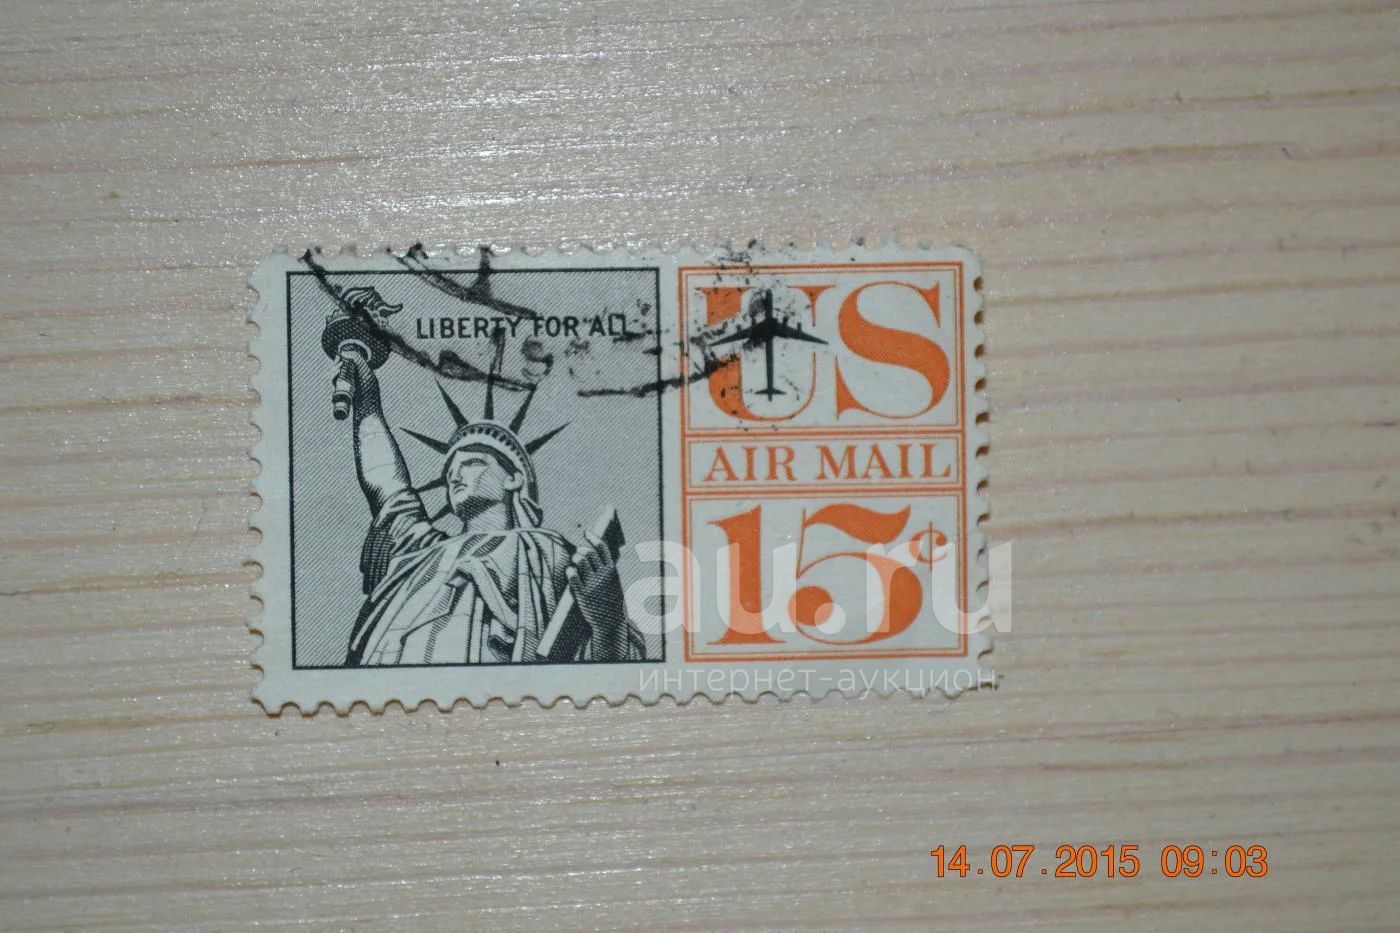 LIBERTY FOR ALL
US
AIR MAIL
15¢
au.ru
интернет-аукцион
14.07.2015 09:03